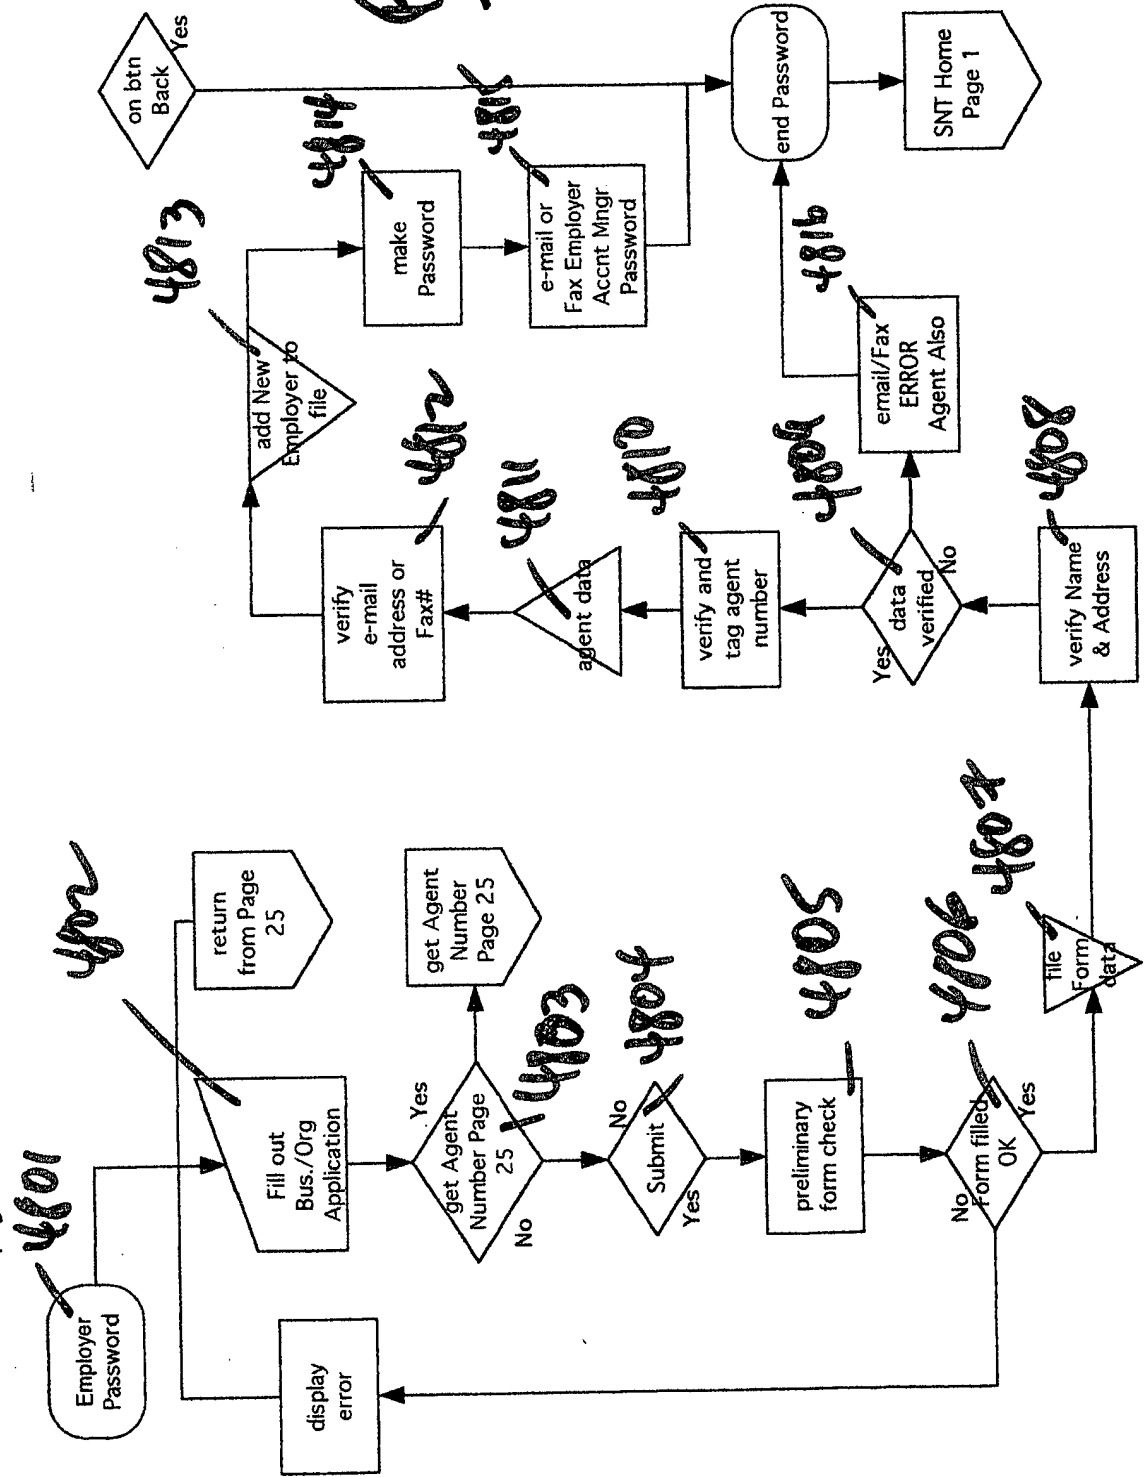 4801
Employer
Password
4802
Fill out
Bus./Org
Application
return
from Page
25
display
error
get Agent
Number Page
25
Yes
No
4803
get Agent
Number
Page 25
Submit
No
Yes
4804
preliminary
form check
4805
Form filled
OK
No
Yes
4806
file
Form
data
4807
verify Name
& Address
4808
data
verified
Yes
No
4809
verify and
tag agent
number
4810
agent data
4811
verify
e-mail
address or
Fax#
4812
add New
Employer to
file
4813
make
Password
4814
e-mail or
Fax Employer
Accnt Mngr
Password
4815
email/Fax
ERROR
Agent Also
4816
on btn
Back
Yes
end Password
SNT Home
Page 1